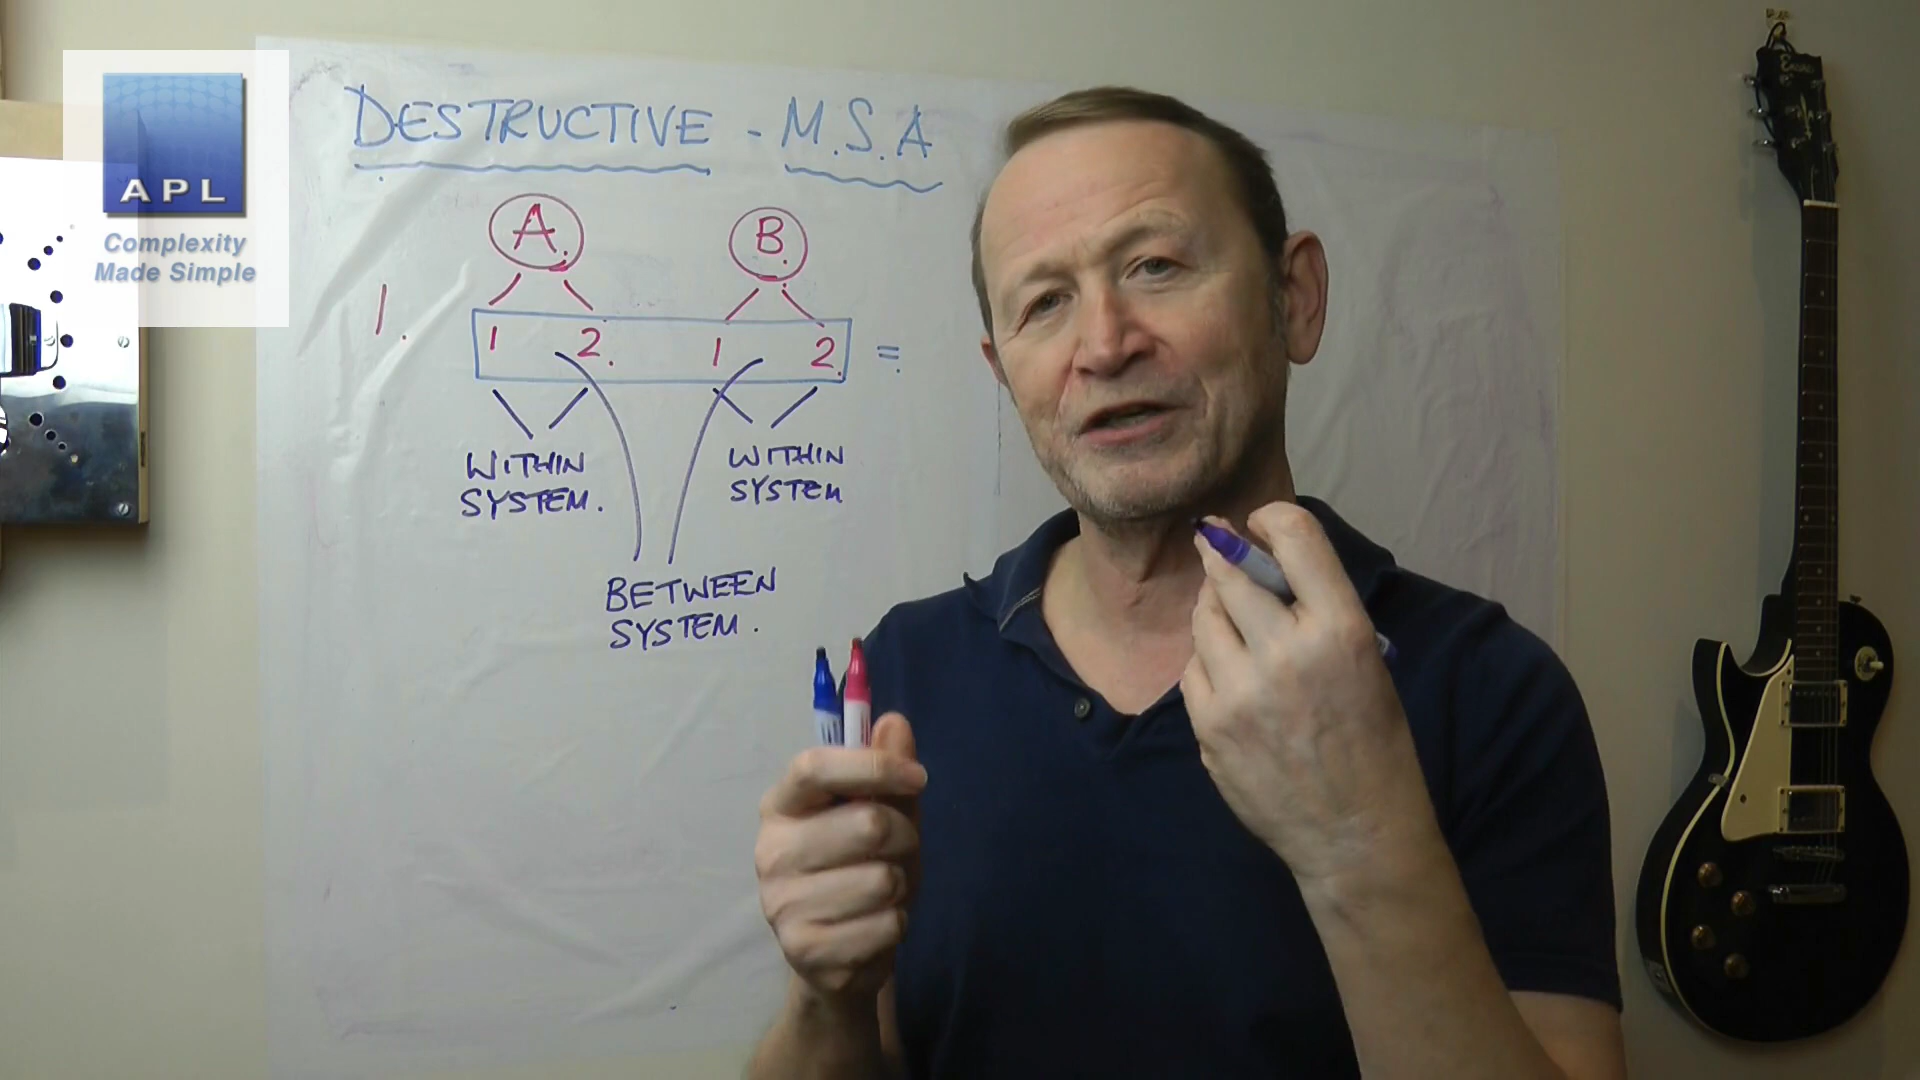 APL
Complexity
Made Simple
DESTRUCTIVE - M.S.A
A. B.
1. 1 2. 1 2. =
WITHIN
SYSTEM.
WITHIN
SYSTEM
BETWEEN
SYSTEM.